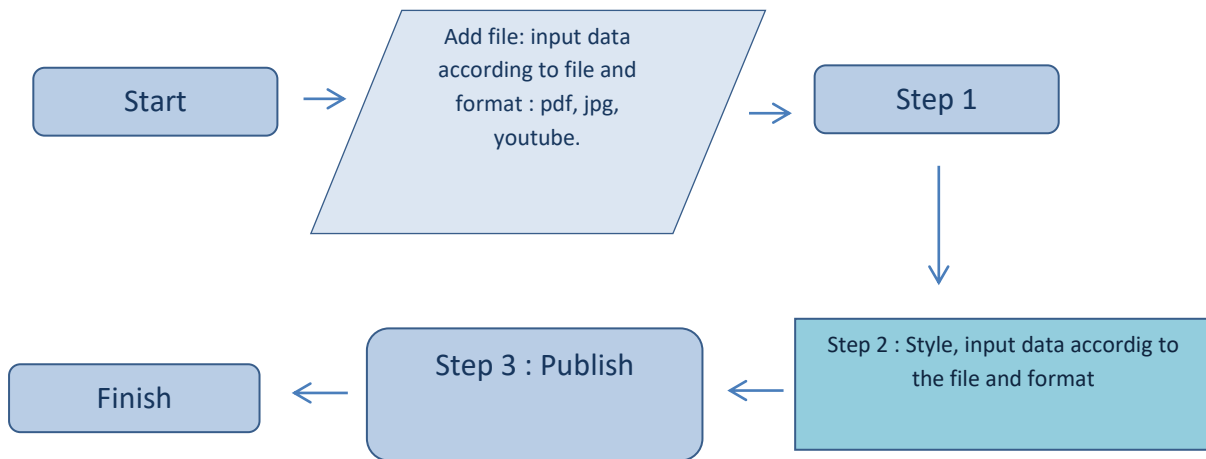 Start
Add file: input data
according to file and
format : pdf, jpg,
youtube.
Step 1
Step 2 : Style, input data accordig to
the file and format
Step 3 : Publish
Finish